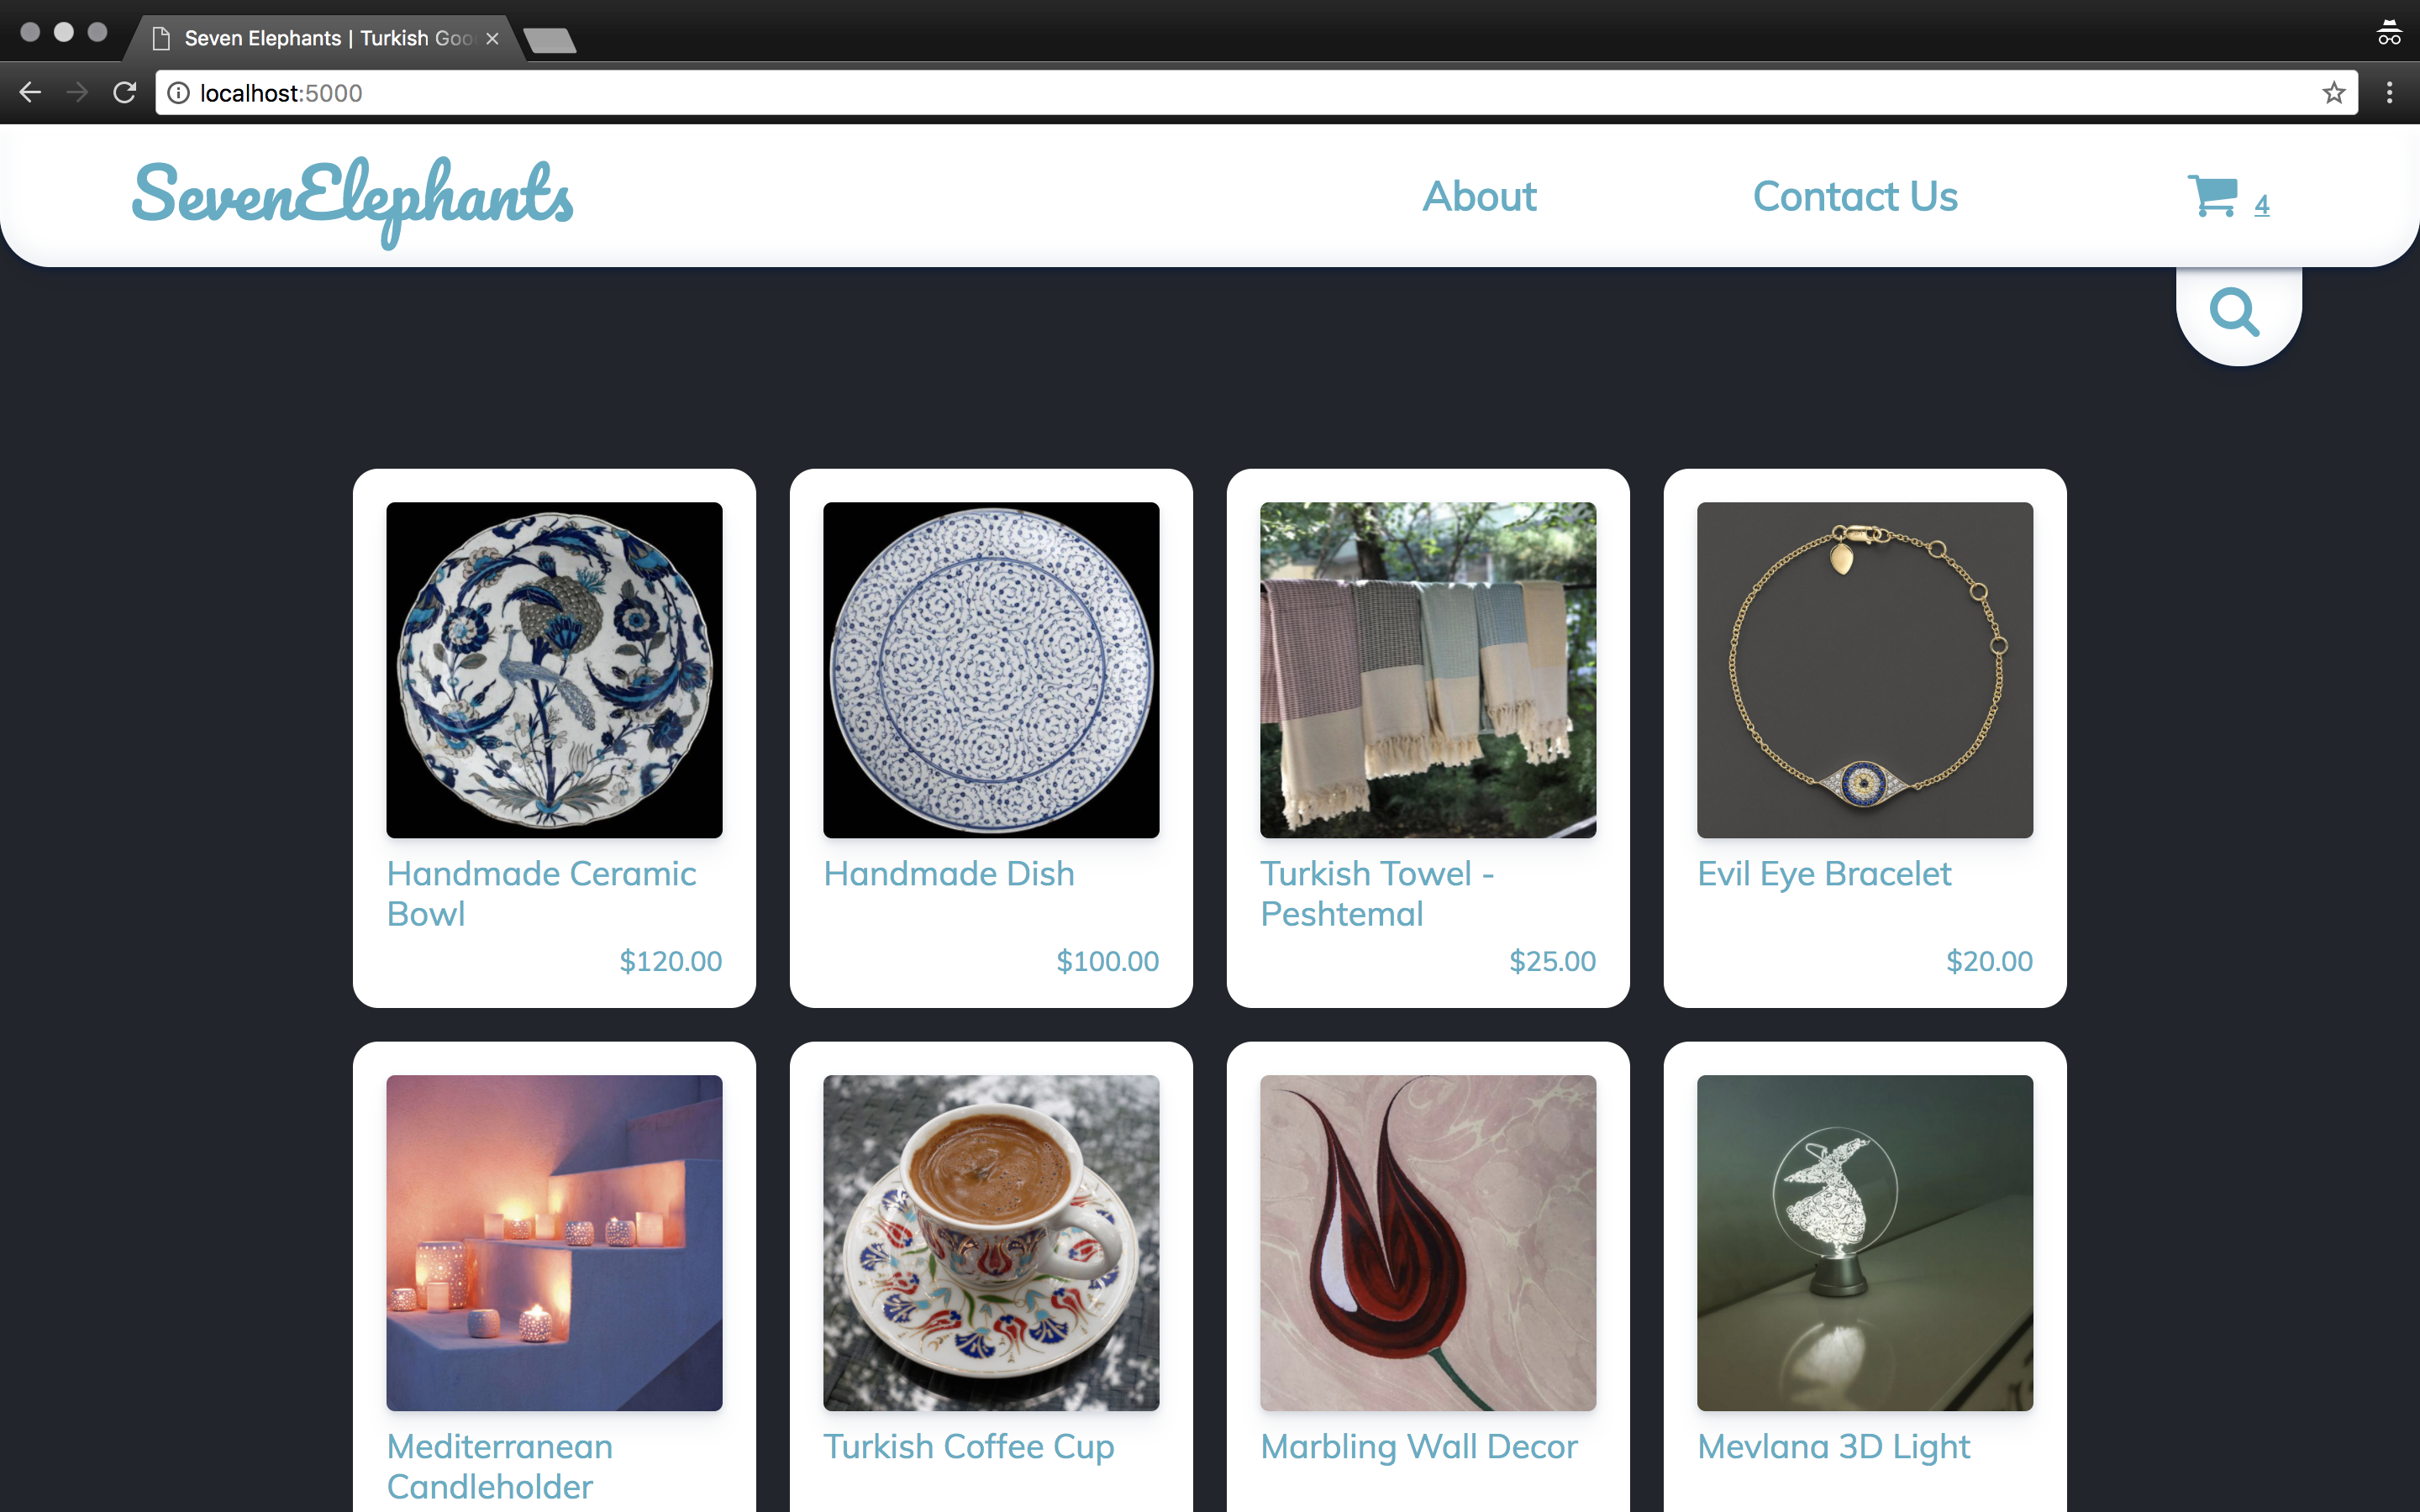 Seven Elephants | Turkish Goo
localhost:5000
SevenElephants
About
Contact Us
4
Handmade Ceramic
Bowl
$120.00
Handmade Dish
$100.00
Turkish Towel -
Peshtemal
$25.00
Evil Eye Bracelet
$20.00
Mediterranean
Candleholder
Turkish Coffee Cup
Marbling Wall Decor
Mevlana 3D Light